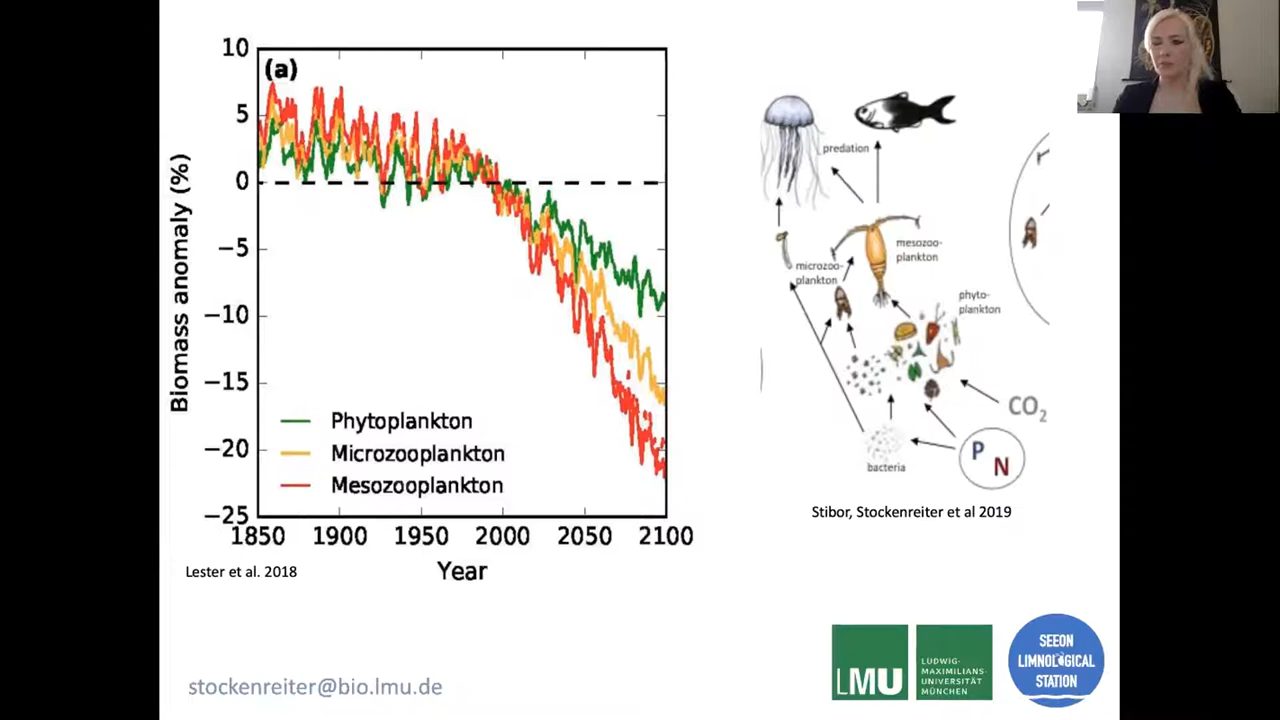 10
(a)
5
0
−5
−10
−15
−20
−25
Biomass anomaly (%)
Phytoplankton
Microzooplankton
Mesozooplankton
1850 1900 1950 2000 2050 2100
Year
Lester et al. 2018
predation
mesozoo-
plankton
microzoo-
plankton
phyto-
plankton
CO2
P
N
bacteria
Stibor, Stockenreiter et al 2019
stockenreiter@bio.lmu.de
LMU
LUDWIG-
MAXIMILIANS-
UNIVERSITÄT
MÜNCHEN
SEEON
LIMNOLOGICAL
STATION